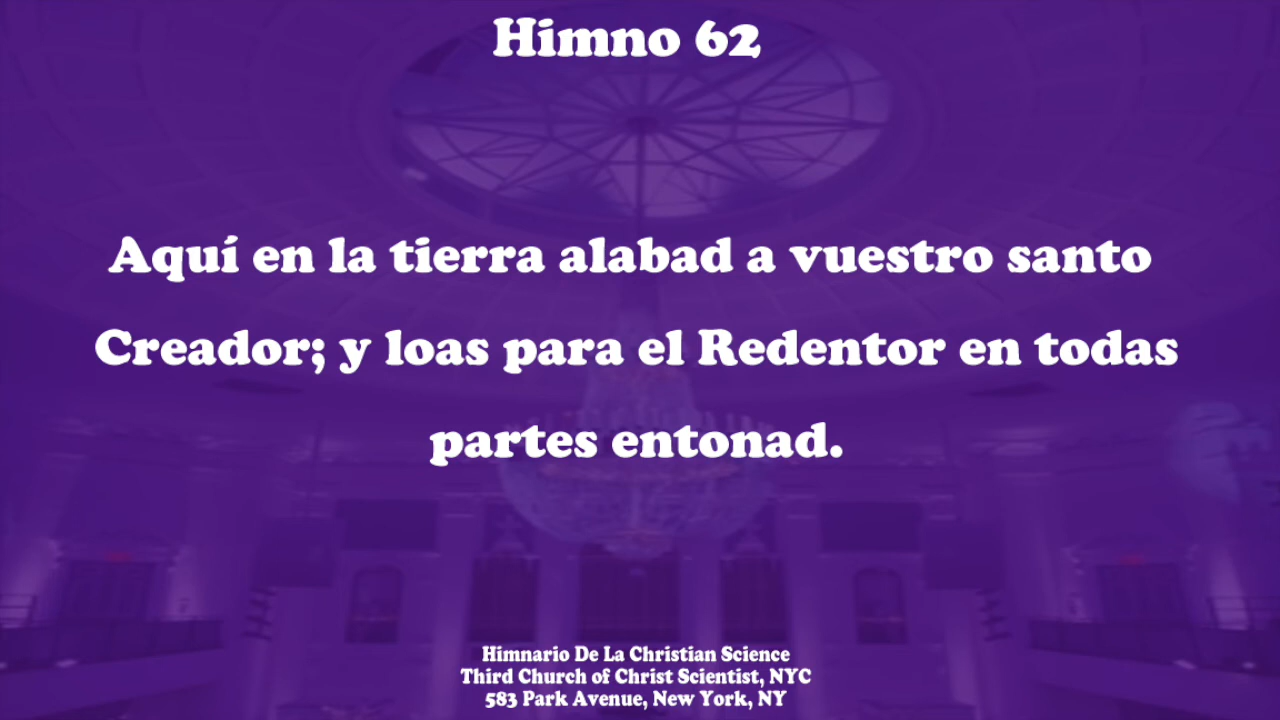 Himno 62
Aquí en la tierra alabad a vuestro santo
Creador; y loas para el Redentor en todas
partes entonad.
Himnario De La Christian Science
Third Church of Christ Scientist, NYC
583 Park Avenue, New York, NY